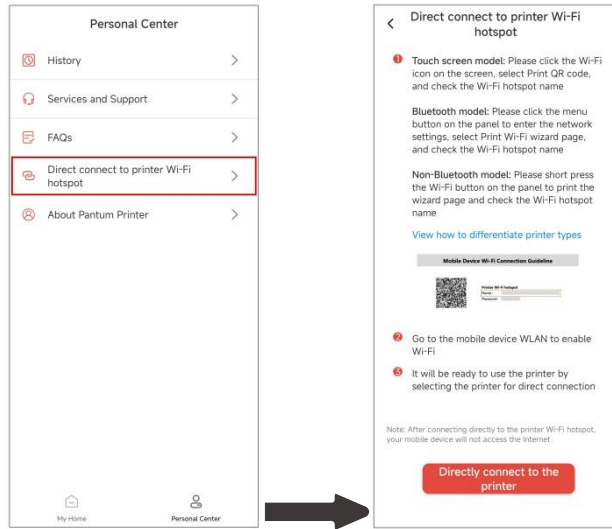 Personal Center
History
Services and Support
FAQs
Direct connect to printer Wi-Fi
hotspot
About Pantum Printer
My Home
Personal Center
Direct connect to printer Wi-Fi
hotspot
1 Touch screen model: Please click the Wi-Fi
icon on the screen, select Print QR code,
and check the Wi-Fi hotspot name
Bluetooth model: Please click the menu
button on the panel to enter the network
settings, select Print Wi-Fi wizard page,
and check the Wi-Fi hotspot name
Non-Bluetooth model: Please short press
the Wi-Fi button on the panel to print the
wizard page and check the Wi-Fi hotspot
name
View how to differentiate printer types
Mobile Device Wi-Fi Connection Guideline
Printer Wi-Fi hotspot
Name:
Password:
2 Go to the mobile device WLAN to enable
Wi-Fi
3 It will be ready to use the printer by
selecting the printer for direct connection
Note: After connecting directly to the printer Wi-Fi hotspot,
your mobile device will not access the Internet
Directly connect to the
printer